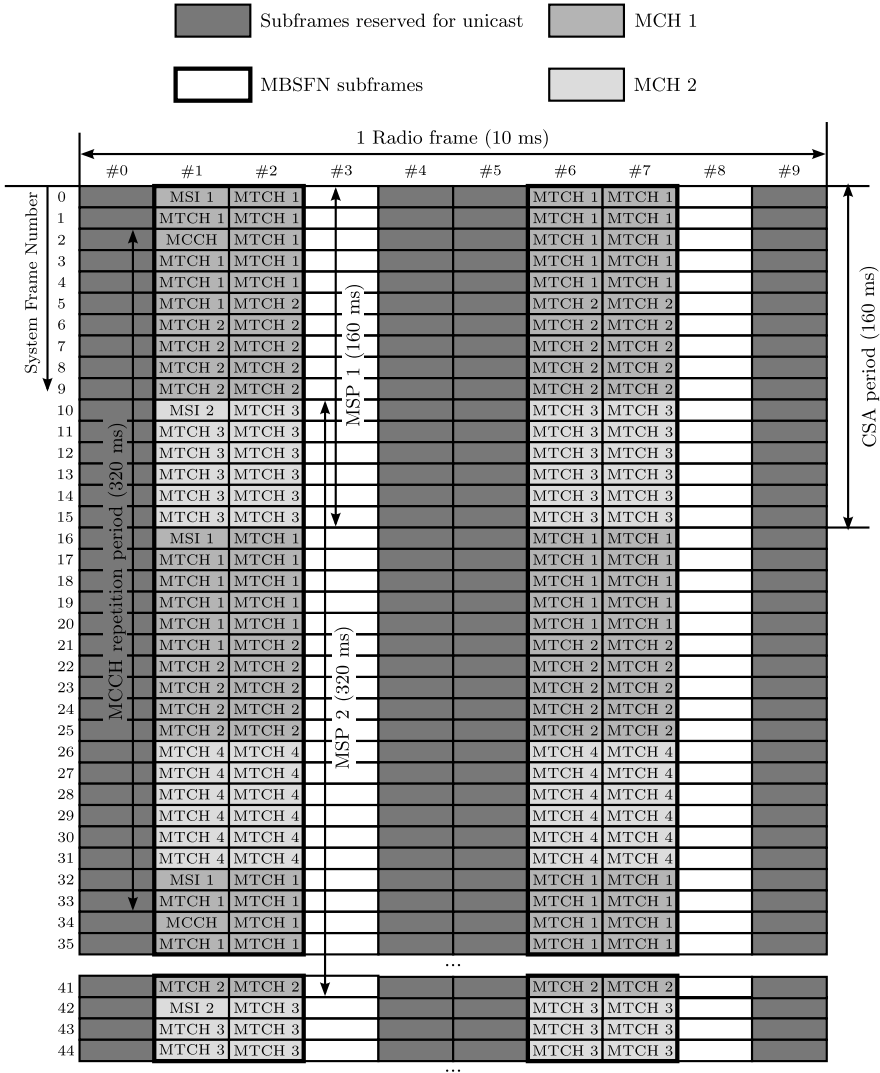 Subframes reserved for unicast MCH 1
MBSFN subframes MCH 2
1 Radio frame (10 ms)
#0 #1 #2 #3 #4 #5 #6 #7 #8 #9
System Frame Number
MCCH repetition period (320 ms)
MSP 1 (160 ms)
MSP 2 (320 ms)
CSA period (160 ms)
0 MSI 1 MTCH 1 MTCH 1 MTCH 1
1 MTCH 1 MTCH 1 MTCH 1 MTCH 1
2 MCCH MTCH 1 MTCH 1 MTCH 1
3 MTCH 1 MTCH 1 MTCH 1 MTCH 1
4 MTCH 1 MTCH 1 MTCH 1 MTCH 1
5 MTCH 1 MTCH 2 MTCH 2 MTCH 2
6 MTCH 2 MTCH 2 MTCH 2 MTCH 2
7 MTCH 2 MTCH 2 MTCH 2 MTCH 2
8 MTCH 2 MTCH 2 MTCH 2 MTCH 2
9 MTCH 2 MTCH 2 MTCH 2 MTCH 2
10 MSI 2 MTCH 3 MTCH 3 MTCH 3
11 MTCH 3 MTCH 3 MTCH 3 MTCH 3
12 MTCH 3 MTCH 3 MTCH 3 MTCH 3
13 MTCH 3 MTCH 3 MTCH 3 MTCH 3
14 MTCH 3 MTCH 3 MTCH 3 MTCH 3
15 MTCH 3 MTCH 3 MTCH 3 MTCH 3
16 MSI 1 MTCH 1 MTCH 1 MTCH 1
17 MTCH 1 MTCH 1 MTCH 1 MTCH 1
18 MTCH 1 MTCH 1 MTCH 1 MTCH 1
19 MTCH 1 MTCH 1 MTCH 1 MTCH 1
20 MTCH 1 MTCH 1 MTCH 1 MTCH 1
21 MTCH 1 MTCH 2 MTCH 2 MTCH 2
22 MTCH 2 MTCH 2 MTCH 2 MTCH 2
23 MTCH 2 MTCH 2 MTCH 2 MTCH 2
24 MTCH 2 MTCH 2 MTCH 2 MTCH 2
25 MTCH 2 MTCH 2 MTCH 2 MTCH 2
26 MTCH 4 MTCH 4 MTCH 4 MTCH 4
27 MTCH 4 MTCH 4 MTCH 4 MTCH 4
28 MTCH 4 MTCH 4 MTCH 4 MTCH 4
29 MTCH 4 MTCH 4 MTCH 4 MTCH 4
30 MTCH 4 MTCH 4 MTCH 4 MTCH 4
31 MTCH 4 MTCH 4 MTCH 4 MTCH 4
32 MSI 1 MTCH 1 MTCH 1 MTCH 1
33 MTCH 1 MTCH 1 MTCH 1 MTCH 1
34 MCCH MTCH 1 MTCH 1 MTCH 1
35 MTCH 1 MTCH 1 MTCH 1 MTCH 1
...
41 MTCH 2 MTCH 2 MTCH 2 MTCH 2
42 MSI 2 MTCH 3 MTCH 3 MTCH 3
43 MTCH 3 MTCH 3 MTCH 3 MTCH 3
44 MTCH 3 MTCH 3 MTCH 3 MTCH 3
...